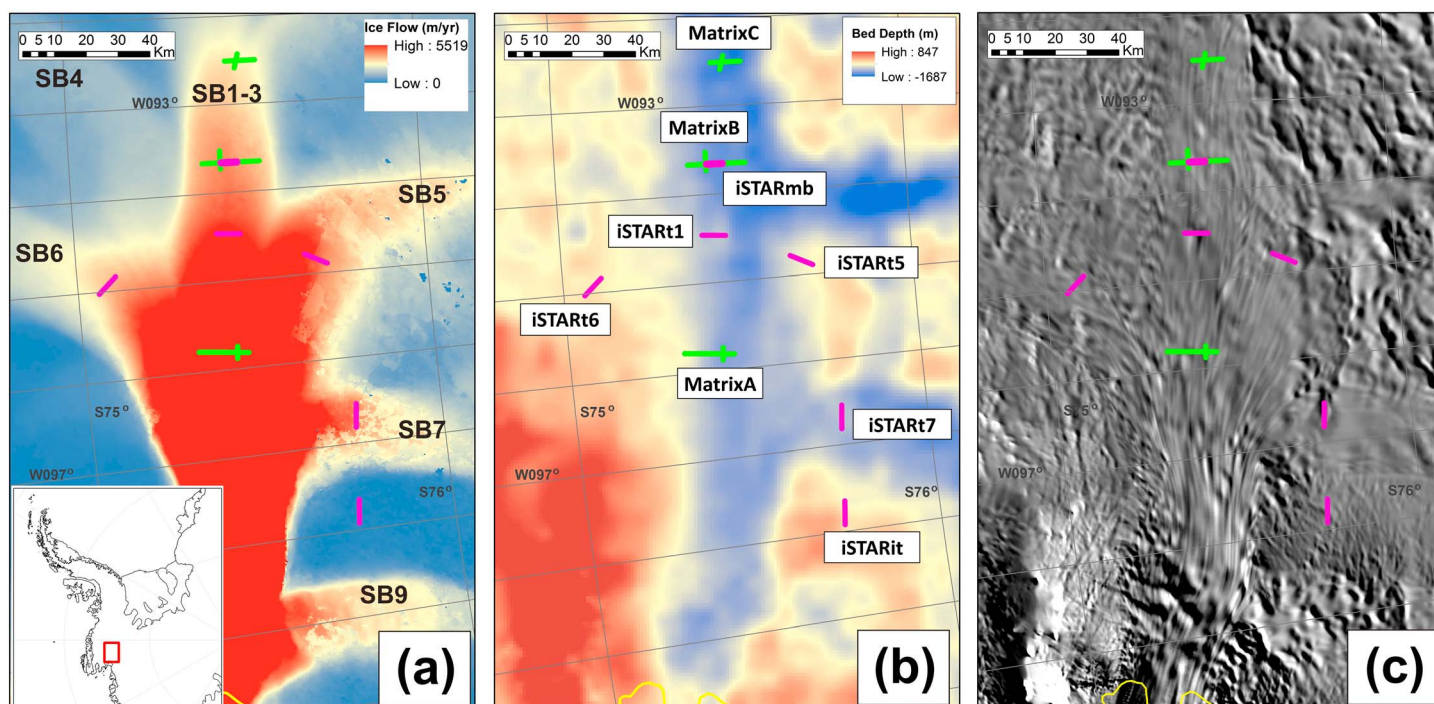 0 5 10 20 30 40
Km
Ice Flow (m/yr)
High : 5519
Low : 0
SB4
SB1-3
W093°
SB5
SB6
S75°
SB7
W097°
S76°
SB9
(a)
0 5 10 20 30 40
Km
Bed Depth (m)
High : 847
Low : -1687
MatrixC
W093°
MatrixB
iSTARmb
iSTARt1
iSTARt5
iSTARt6
MatrixA
S75°
iSTARt7
W097°
S76°
iSTARit
(b)
0 5 10 20 30 40
Km
W093°
S75°
W097°
S76°
(c)